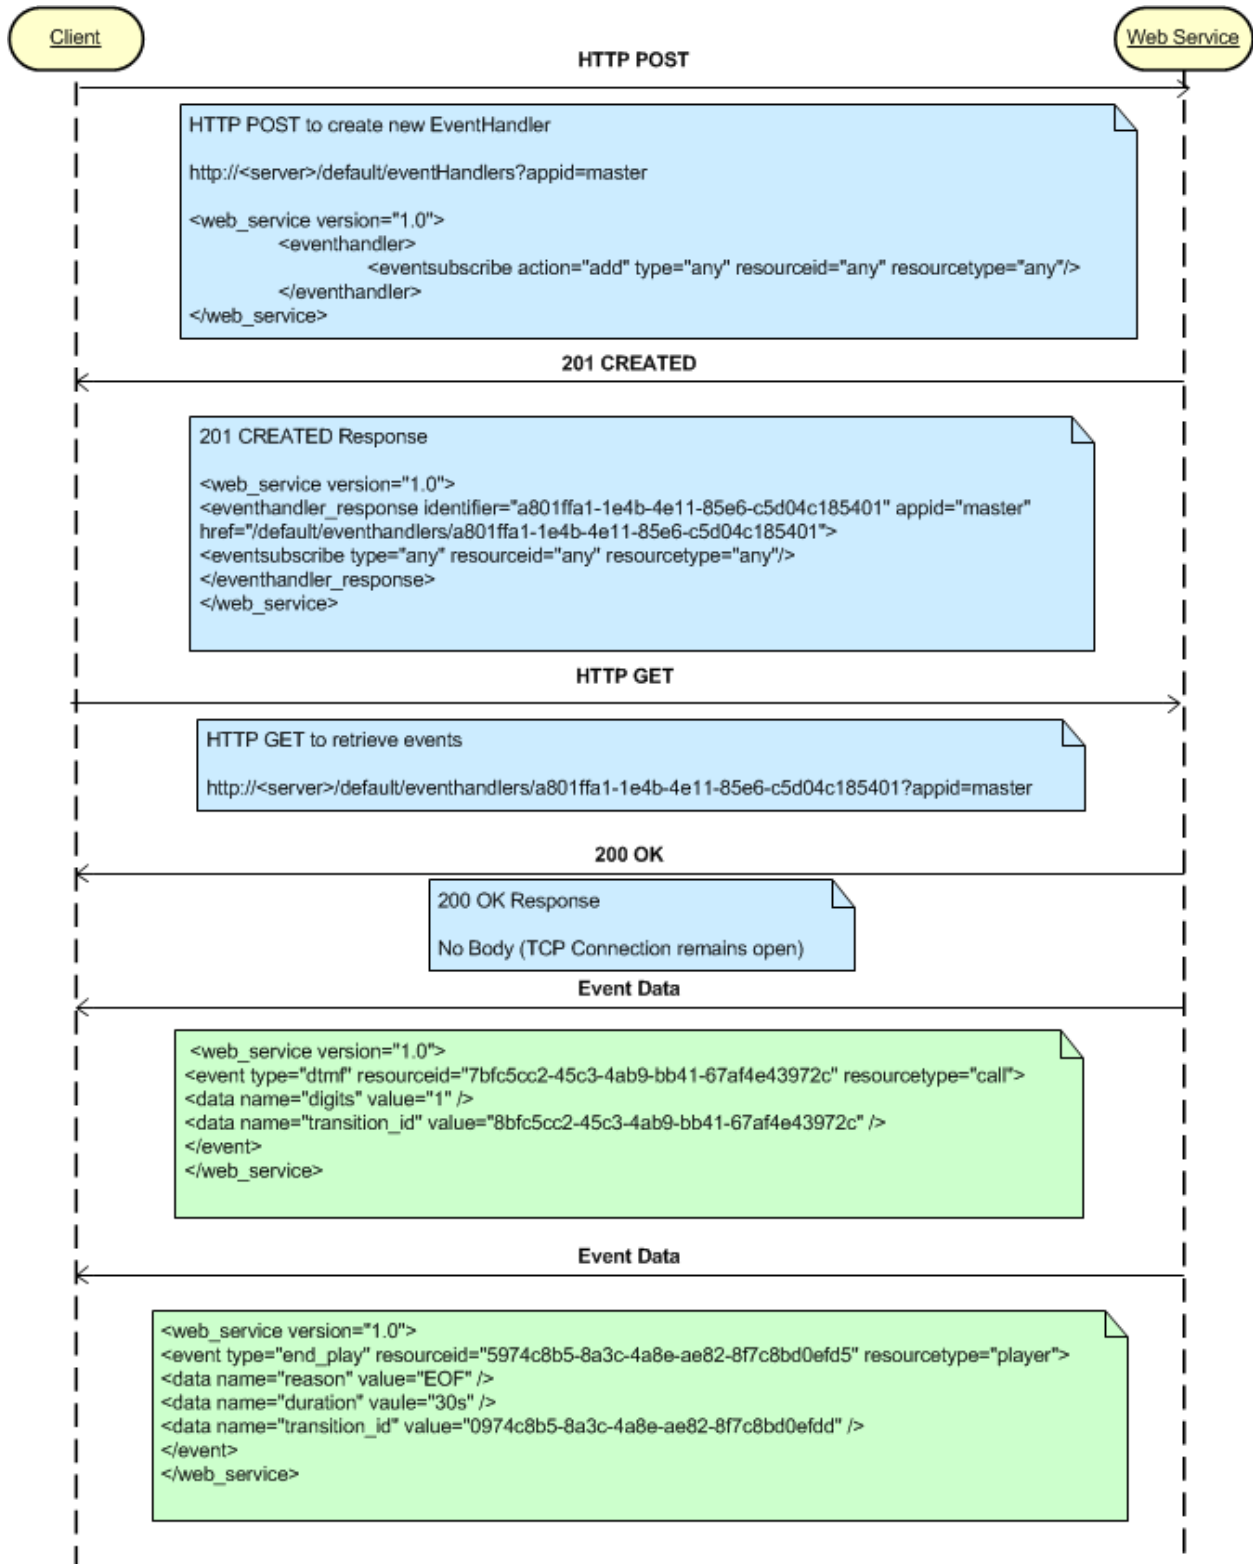 Client
Web Service
HTTP POST
HTTP POST to create new EventHandler
http://<server>/default/eventHandlers?appid=master
<web_service version="1.0">
<eventhandler>
<eventsubscribe action="add" type="any" resourceid="any" resourcetype="any"/>
</eventhandler>
</web_service>
201 CREATED
201 CREATED Response
<web_service version="1.0">
<eventhandler_response identifier="a801ffa1-1e4b-4e11-85e6-c5d04c185401" appid="master"
href="/default/eventhandlers/a801ffa1-1e4b-4e11-85e6-c5d04c185401">
<eventsubscribe type="any" resourceid="any" resourcetype="any"/>
</eventhandler_response>
</web_service>
HTTP GET
HTTP GET to retrieve events
http://<server>/default/eventhandlers/a801ffa1-1e4b-4e11-85e6-c5d04c185401?appid=master
200 OK
200 OK Response
No Body (TCP Connection remains open)
Event Data
<web_service version="1.0">
<event type="dtmf" resourceid="7bfc5cc2-45c3-4ab9-bb41-67af4e43972c" resourcetype="call">
<data name="digits" value="1" />
<data name="transition_id" value="8bfc5cc2-45c3-4ab9-bb41-67af4e43972c" />
</event>
</web_service>
Event Data
<web_service version="1.0">
<event type="end_play" resourceid="5974c8b5-8a3c-4a8e-ae82-8f7c8bd0efd5" resourcetype="player">
<data name="reason" value="EOF" />
<data name="duration" vaule="30s" />
<data name="transition_id" value="0974c8b5-8a3c-4a8e-ae82-8f7c8bd0efdd" />
</event>
</web_service>